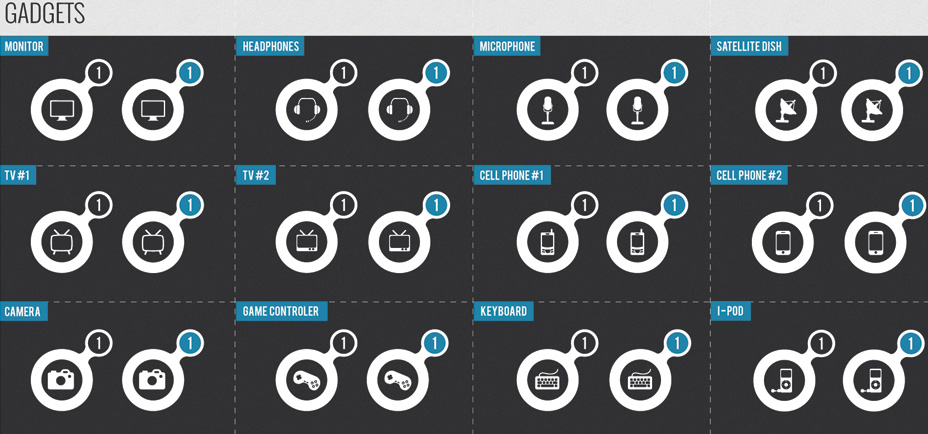 GADGETS
MONITOR HEADPHONES MICROPHONE SATELLITE DISH
1 1 1 1 1 1 1 1
TV #1 TV #2 CELL PHONE #1 CELL PHONE #2
1 1 1 1 1 1 1 1
CAMERA GAME CONTROLER KEYBOARD I-POD
1 1 1 1 1 1 1 1